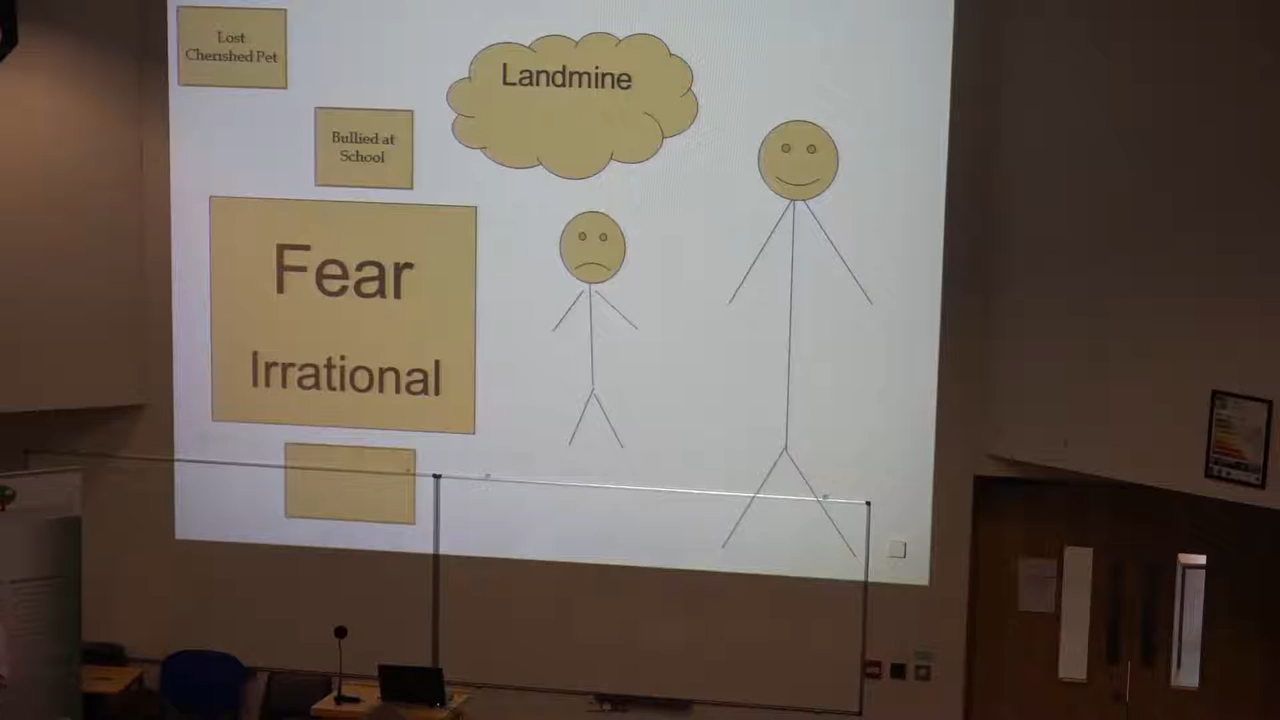 Lost
Cherished Pet
Landmine
Bullied at
School
Fear
Irrational